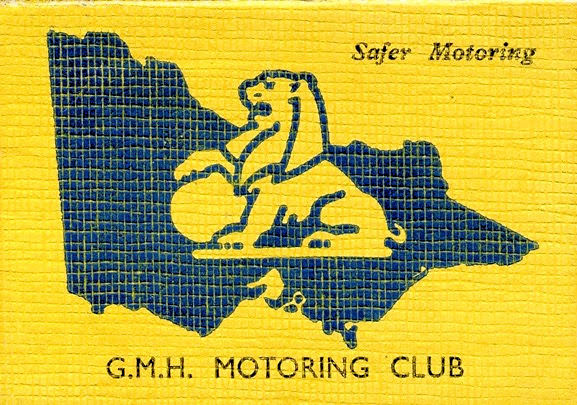 Safer Motoring
G.M.H. MOTORING CLUB